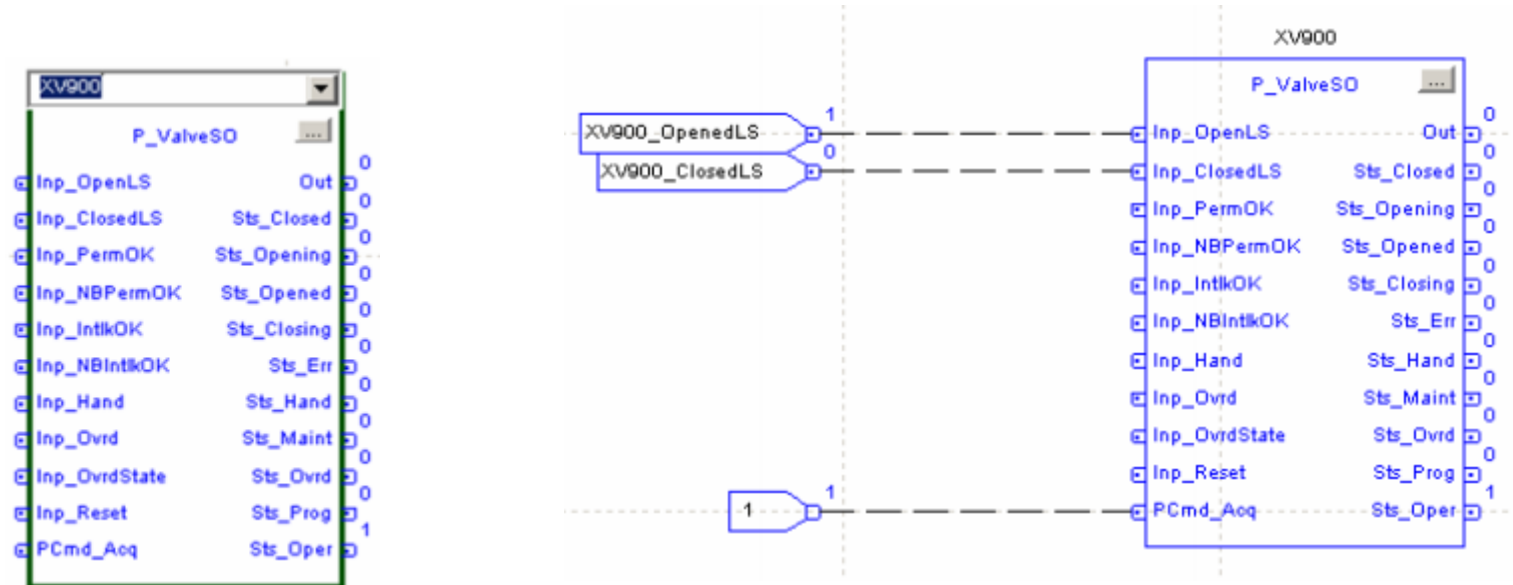 XV900
P_ValveSO ...
Inp_OpenLS Out 0
Inp_ClosedLS Sts_Closed 0
Inp_PermOK Sts_Opening 0
Inp_NBPermOK Sts_Opened 0
Inp_IntlkOK Sts_Closing 0
Inp_NBIntlkOK Sts_Err 0
Inp_Hand Sts_Hand 0
Inp_Ovrd Sts_Maint 0
Inp_OvrdState Sts_Ovrd 0
Inp_Reset Sts_Prog 0
PCmd_Acq Sts_Oper 1
XV900
P_ValveSO ...
XV900_OpenedLS 1 Inp_OpenLS Out 0
XV900_ClosedLS 0 Inp_ClosedLS Sts_Closed 0
Inp_PermOK Sts_Opening 0
Inp_NBPermOK Sts_Opened 0
Inp_IntlkOK Sts_Closing 0
Inp_NBIntlkOK Sts_Err 0
Inp_Hand Sts_Hand 0
Inp_Ovrd Sts_Maint 0
Inp_OvrdState Sts_Ovrd 0
Inp_Reset Sts_Prog 0
1 1 PCmd_Acq Sts_Oper 1